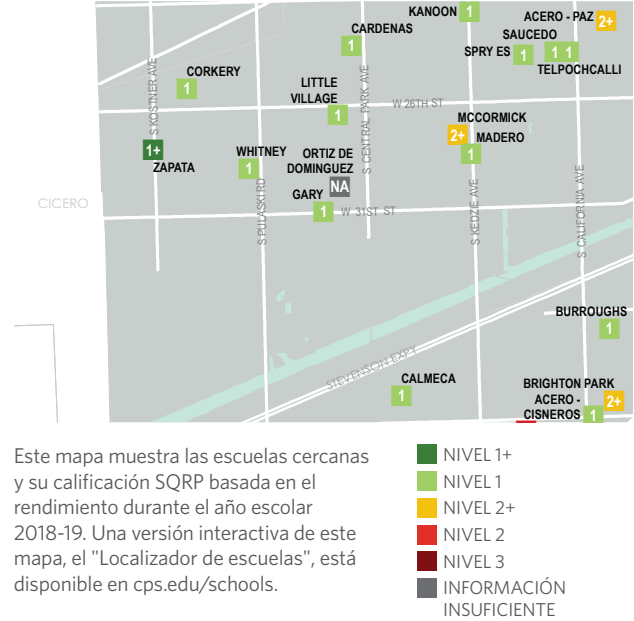 KANOON
1
ACERO - PAZ
2+
CARDENAS
1
SAUCEDO
SPRY ES
1
1
1
TELPOCHCALLI
CORKERY
1
LITTLE
VILLAGE
1
S KOSTNER AVE
S CENTRAL PARK AVE
W 26TH ST
MCCORMICK
2+
MADERO
1
1+
ZAPATA
WHITNEY
1
ORTIZ DE
DOMINGUEZ
NA
GARY
1
W 31ST ST
CICERO
S PULASKI RD
S KEDZIE AVE
S CALIFORNIA AVE
BURROUGHS
1
STEVENSON EXPY
CALMECA
1
BRIGHTON PARK
2+
ACERO -
CISNEROS
1
Este mapa muestra las escuelas cercanas
y su calificación SQRP basada en el
rendimiento durante el año escolar
2018-19. Una versión interactiva de este
mapa, el "Localizador de escuelas", está
disponible en cps.edu/schools.
NIVEL 1+
NIVEL 1
NIVEL 2+
NIVEL 2
NIVEL 3
INFORMACIÓN
INSUFICIENTE